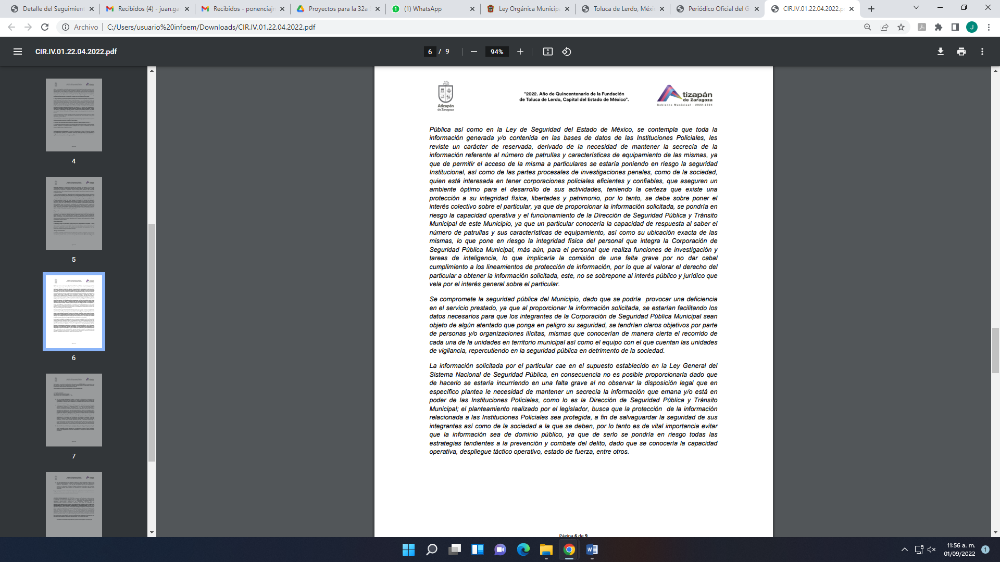 Detalle del Seguimient
Recibidos (4) - juan.ga
Recibidos - ponenciajr
Proyectos para la 32a
(1) WhatsApp
Ley Orgánica Municip
Toluca de Lerdo, Méxi
Periódico Oficial del G
CIR.IV.01.22.04.2022.p
Archivo
C:/Users/usuario%20infoem/Downloads/CIR.IV.01.22.04.2022.pdf
J
CIR.IV.01.22.04.2022.pdf
6 / 9
94%
4
5
6
7
Atizapán
de Zaragoza
"2022. Año de Quincentenario de la Fundación
de Toluca de Lerdo, Capital del Estado de México".
Atizapán
de Zaragoza
Gobierno Municipal · 2022-2024
Pública así como en la Ley de Seguridad del Estado de México, se contempla que toda la
información generada y/o contenida en las bases de datos de las Instituciones Policiales, les
reviste un carácter de reservada, derivado de la necesidad de mantener la secrecía de la
información referente al número de patrullas y características de equipamiento de las mismas, ya
que de permitir el acceso de la misma a particulares se estaría poniendo en riesgo la seguridad
Institucional, así como de las partes procesales de investigaciones penales, como de la sociedad,
quien está interesada en tener corporaciones policiales eficientes y confiables, que aseguren un
ambiente óptimo para el desarrollo de sus actividades, teniendo la certeza que existe una
protección a su integridad física, libertades y patrimonio, por lo tanto, se debe sobre poner el
interés colectivo sobre el particular, ya que de proporcionar la información solicitada, se pondría en
riesgo la capacidad operativa y el funcionamiento de la Dirección de Seguridad Pública y Tránsito
Municipal de este Municipio, ya que un particular conocería la capacidad de respuesta al saber el
número de patrullas y sus características de equipamiento, así como su ubicación exacta de las
mismas, lo que pone en riesgo la integridad física del personal que integra la Corporación de
Seguridad Pública Municipal, más aún, para el personal que realiza funciones de investigación y
tareas de inteligencia, lo que implicaría la comisión de una falta grave por no dar cabal
cumplimiento a los lineamientos de protección de información, por lo que al valorar el derecho del
particular a obtener la información solicitada, este, no se sobrepone al interés público y jurídico que
vela por el interés general sobre el particular.
Se compromete la seguridad pública del Municipio, dado que se podría provocar una deficiencia
en el servicio prestado, ya que al proporcionar la información solicitada, se estarían facilitando los
datos necesarios para que los integrantes de la Corporación de Seguridad Pública Municipal sean
objeto de algún atentado que ponga en peligro su seguridad, se tendrían claros objetivos por parte
de personas y/o organizaciones ilícitas, mismas que conocerían de manera cierta el recorrido de
cada una de la unidades en territorio municipal así como el equipo con el que cuentan las unidades
de vigilancia, repercutiendo en la seguridad pública en detrimento de la sociedad.
La información solicitada por el particular cae en el supuesto establecido en la Ley General del
Sistema Nacional de Seguridad Pública, en consecuencia no es posible proporcionarla dado que
de hacerlo se estaría incurriendo en una falta grave al no observar la disposición legal que en
específico plantea le necesidad de mantener un secrecía la información que emana y/o está en
poder de las Instituciones Policiales, como lo es la Dirección de Seguridad Pública y Tránsito
Municipal; el planteamiento realizado por el legislador, busca que la protección de la información
relacionada a las Instituciones Policiales sea protegida, a fin de salvaguardar la seguridad de sus
integrantes así como de la sociedad a la que se deben, por lo tanto es de vital importancia evitar
que la información sea de dominio público, ya que de serlo se pondría en riesgo todas las
estrategias tendientes a la prevención y combate del delito, dado que se conocería la capacidad
operativa, despliegue táctico operativo, estado de fuerza, entre otros.
Página 6 de 9
11:56 a. m.
01/09/2022
1